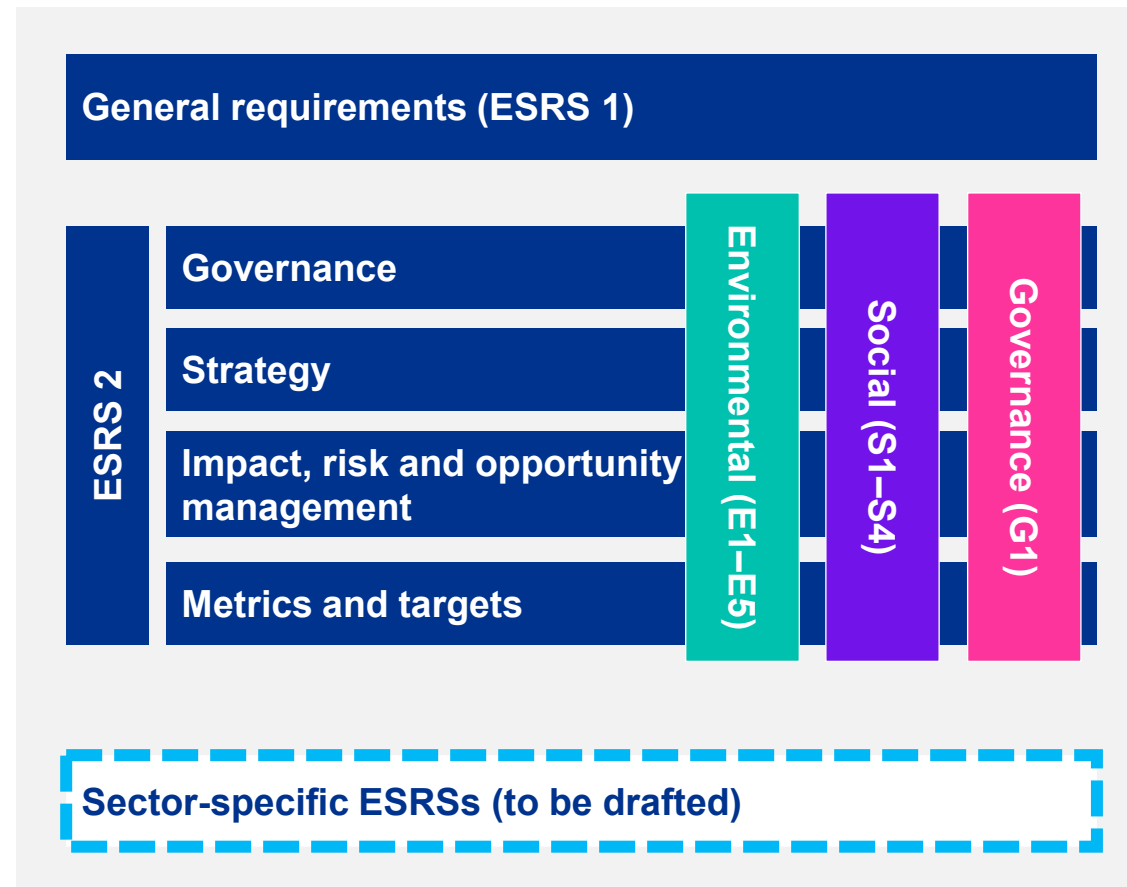 General requirements (ESRS 1)
ESRS 2
Governance
Strategy
Impact, risk and opportunity
management
Metrics and targets
Environmental (E1–E5)
Social (S1–S4)
Governance (G1)
Sector-specific ESRSs (to be drafted)